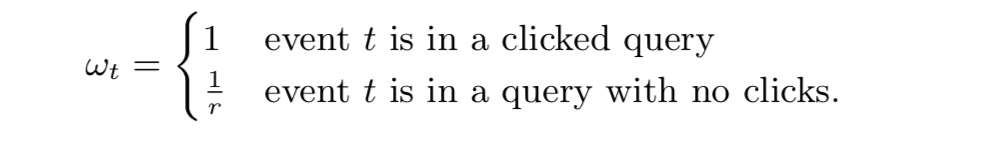 ω_t = { 1 event t is in a clicked query
1/r event t is in a query with no clicks.